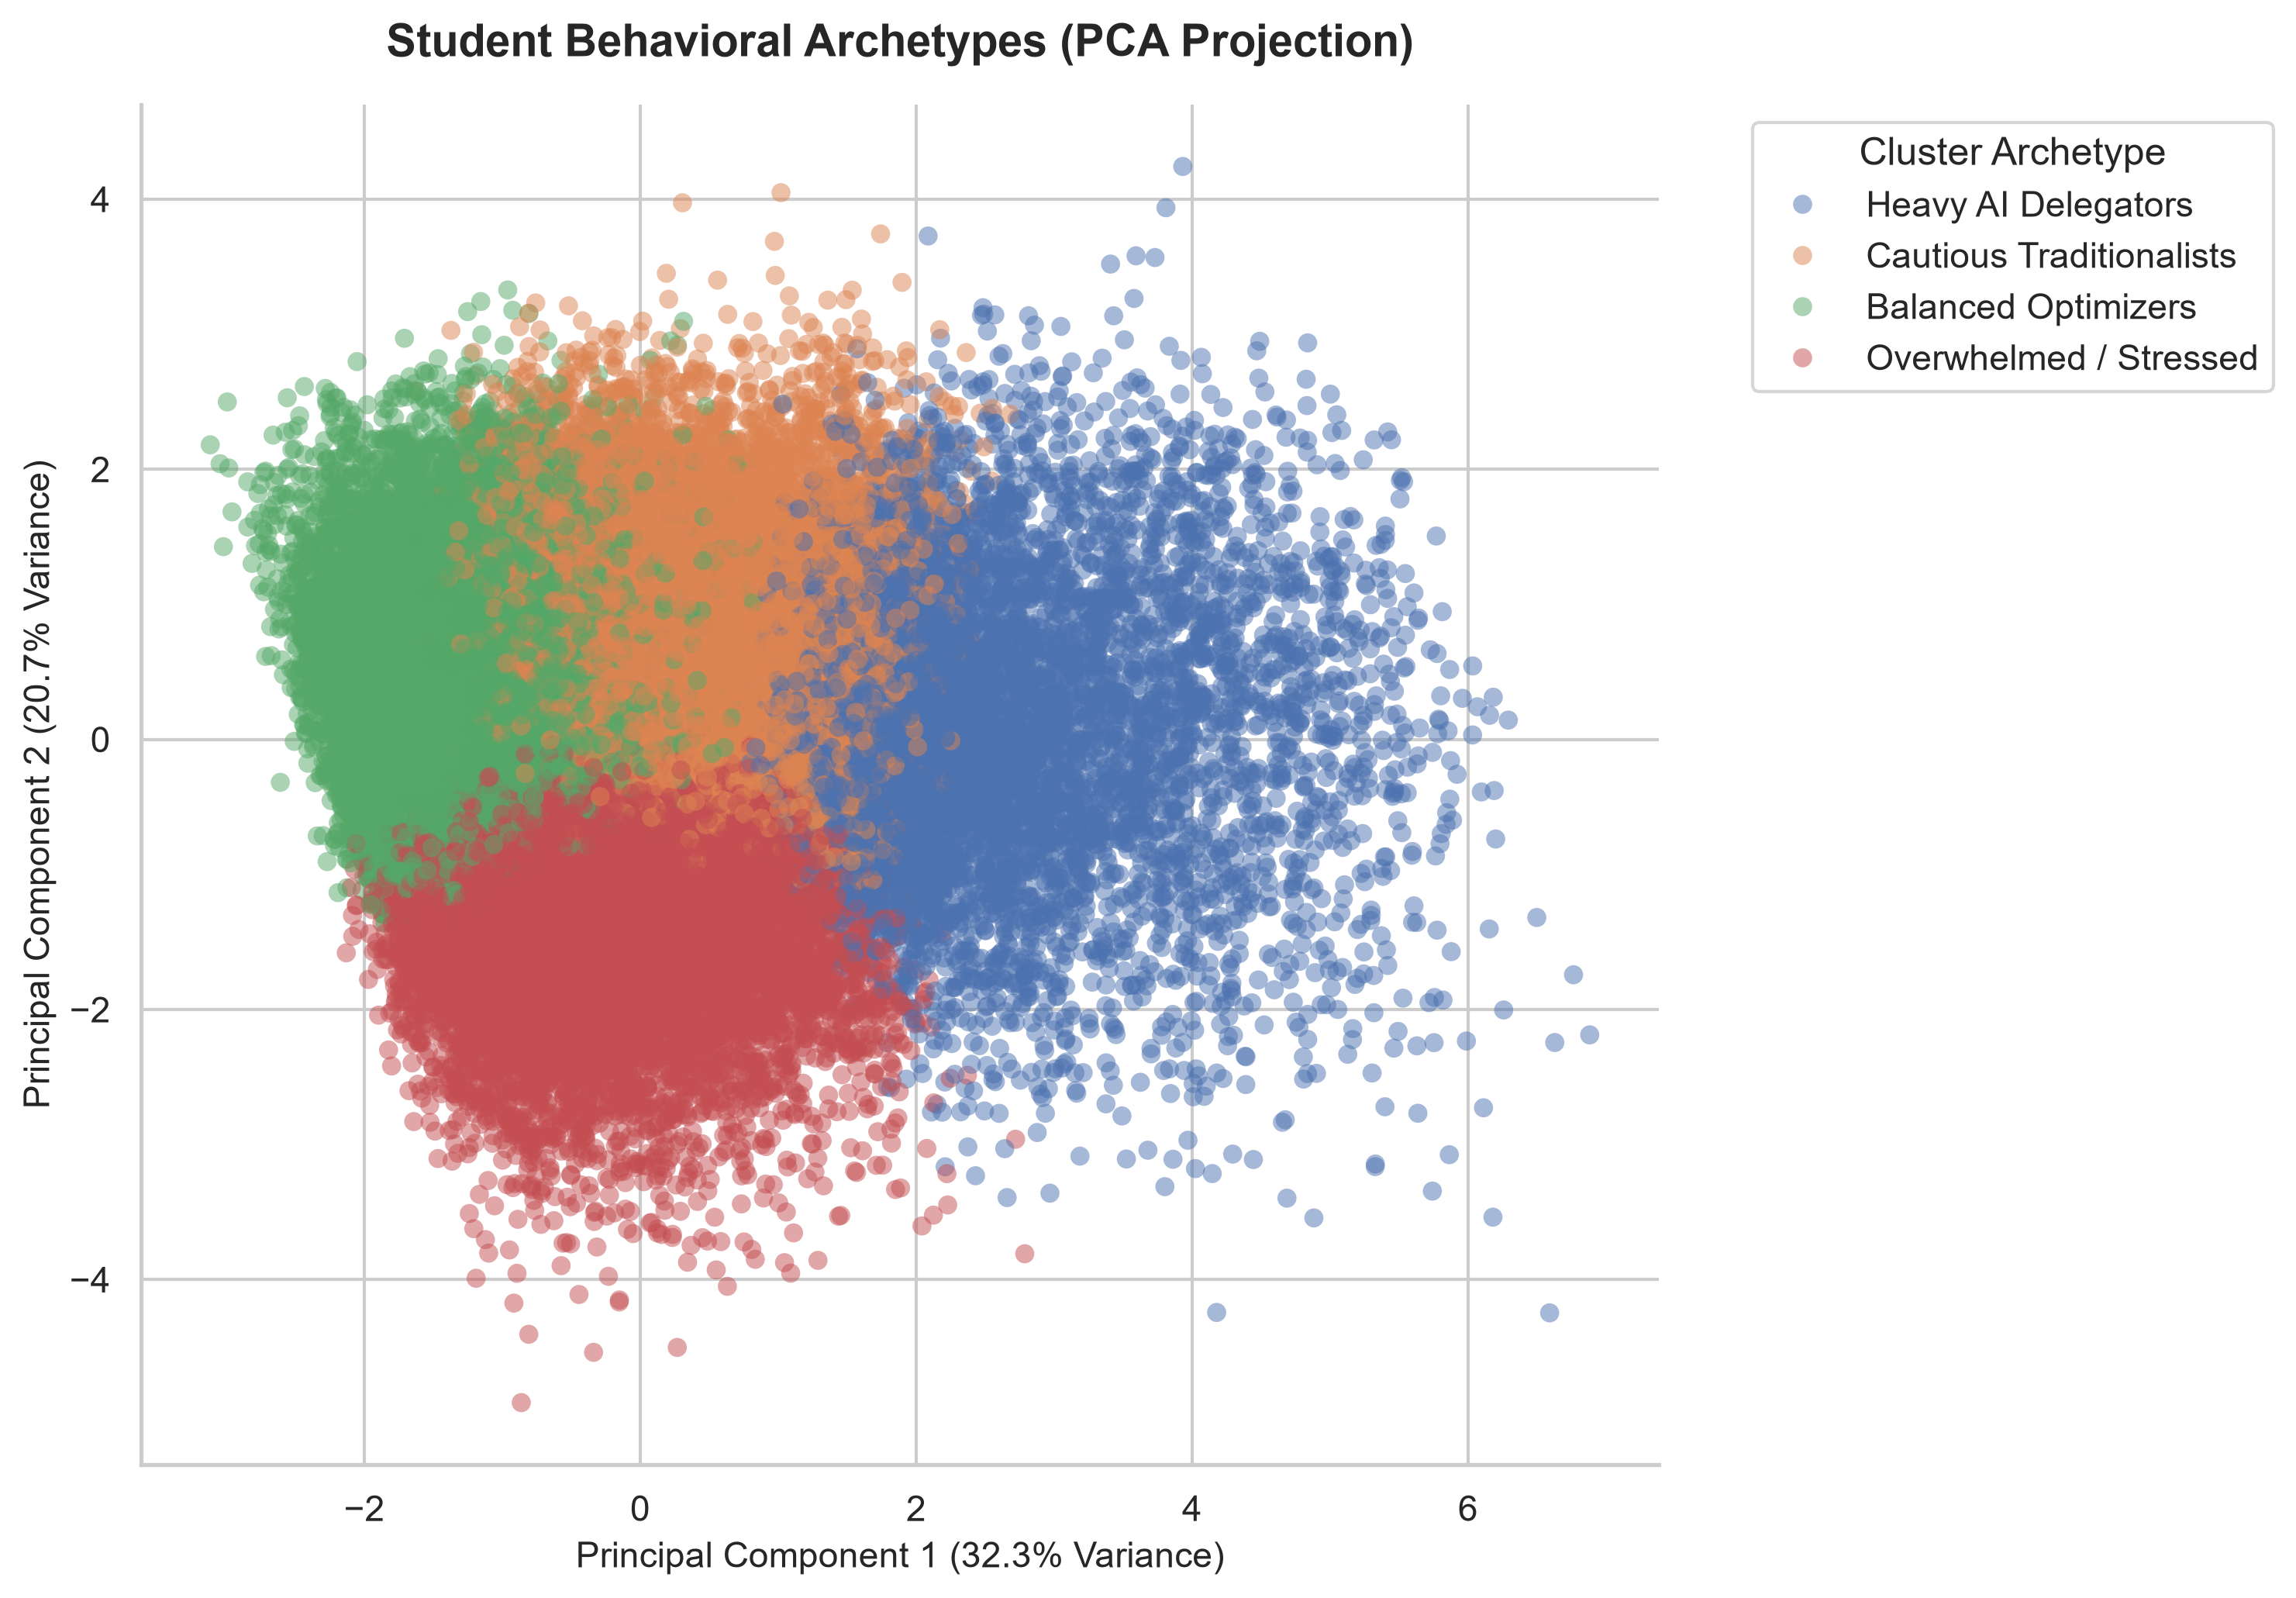 Student Behavioral Archetypes (PCA Projection)
Cluster Archetype
Heavy AI Delegators
Cautious Traditionalists
Balanced Optimizers
Overwhelmed / Stressed
Principal Component 2 (20.7% Variance)
4
2
0
−2
−4
−2 0 2 4 6
Principal Component 1 (32.3% Variance)